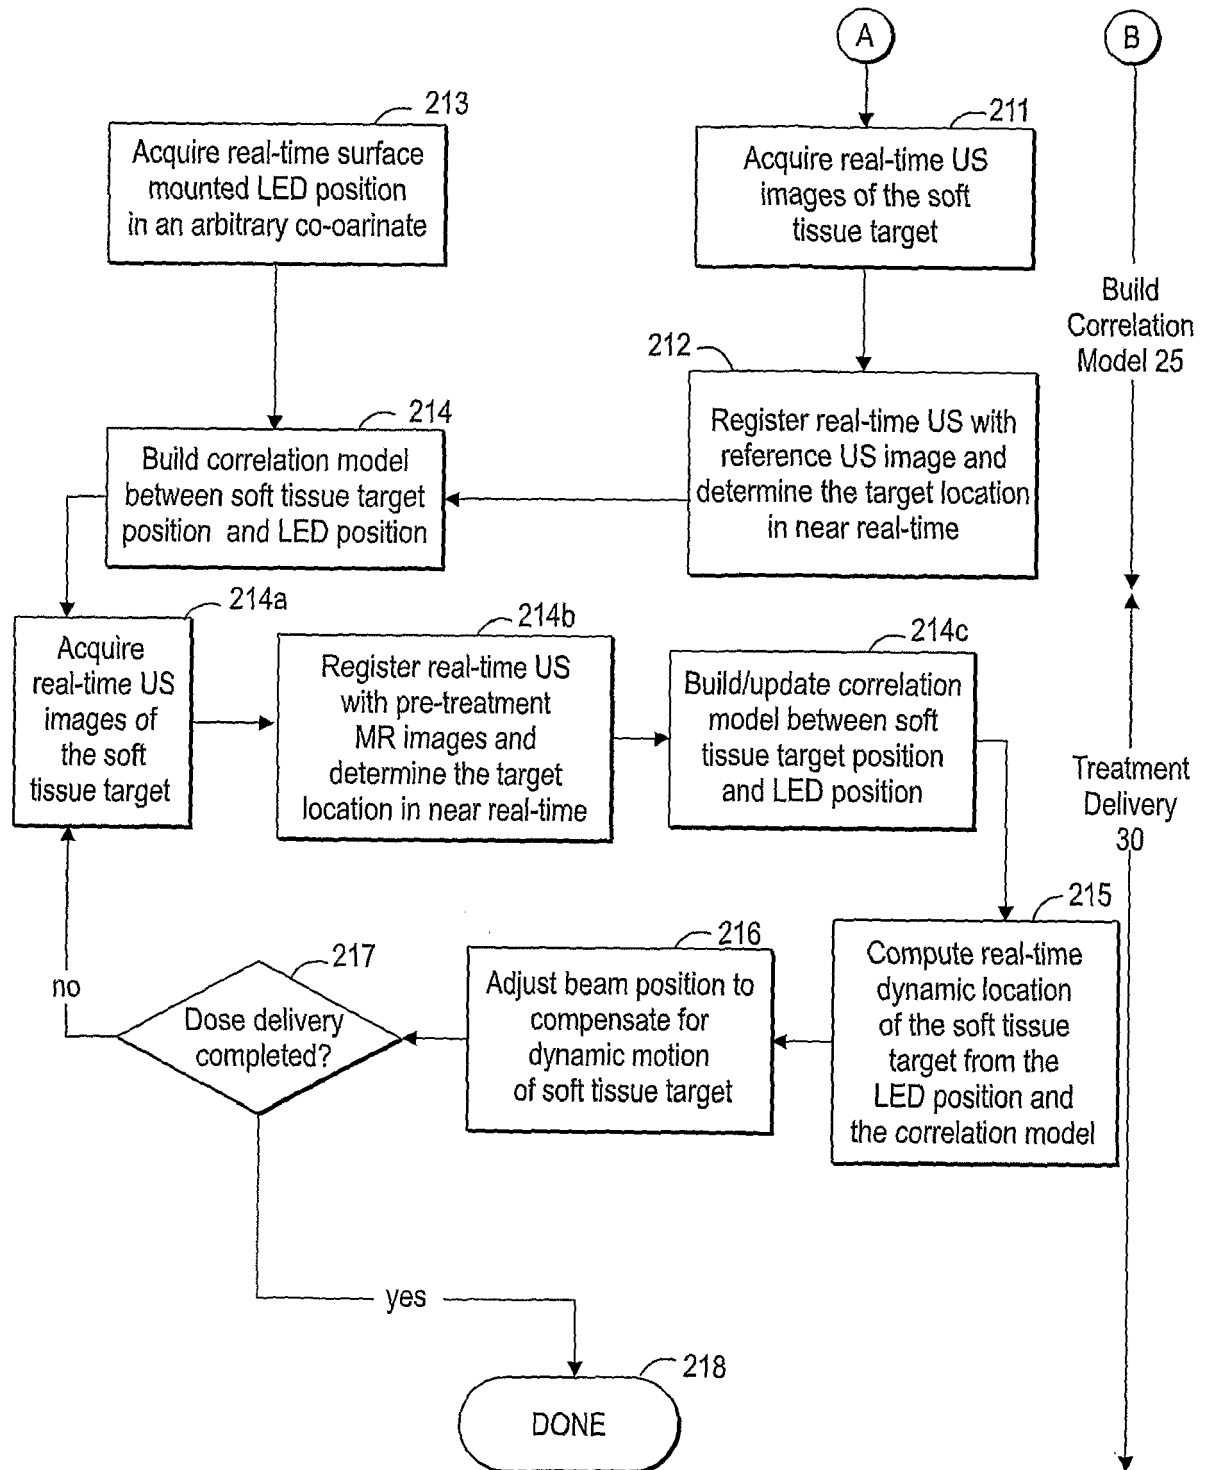 A
B
213
Acquire real-time surface
mounted LED position
in an arbitrary co-oarinate
211
Acquire real-time US
images of the soft
tissue target
Build
Correlation
Model 25
212
Register real-time US with
reference US image and
determine the target location
in near real-time
214
Build correlation model
between soft tissue target
position and LED position
214a
Acquire
real-time US
images of
the soft
tissue target
214b
Register real-time US
with pre-treatment
MR images and
determine the target
location in near real-time
214c
Build/update correlation
model between soft
tissue target position
and LED position
Treatment
Delivery
30
215
Compute real-time
dynamic location
of the soft tissue
target from the
LED position and
the correlation model
216
Adjust beam position to
compensate for
dynamic motion
of soft tissue target
217
Dose delivery
completed?
no
yes
218
DONE